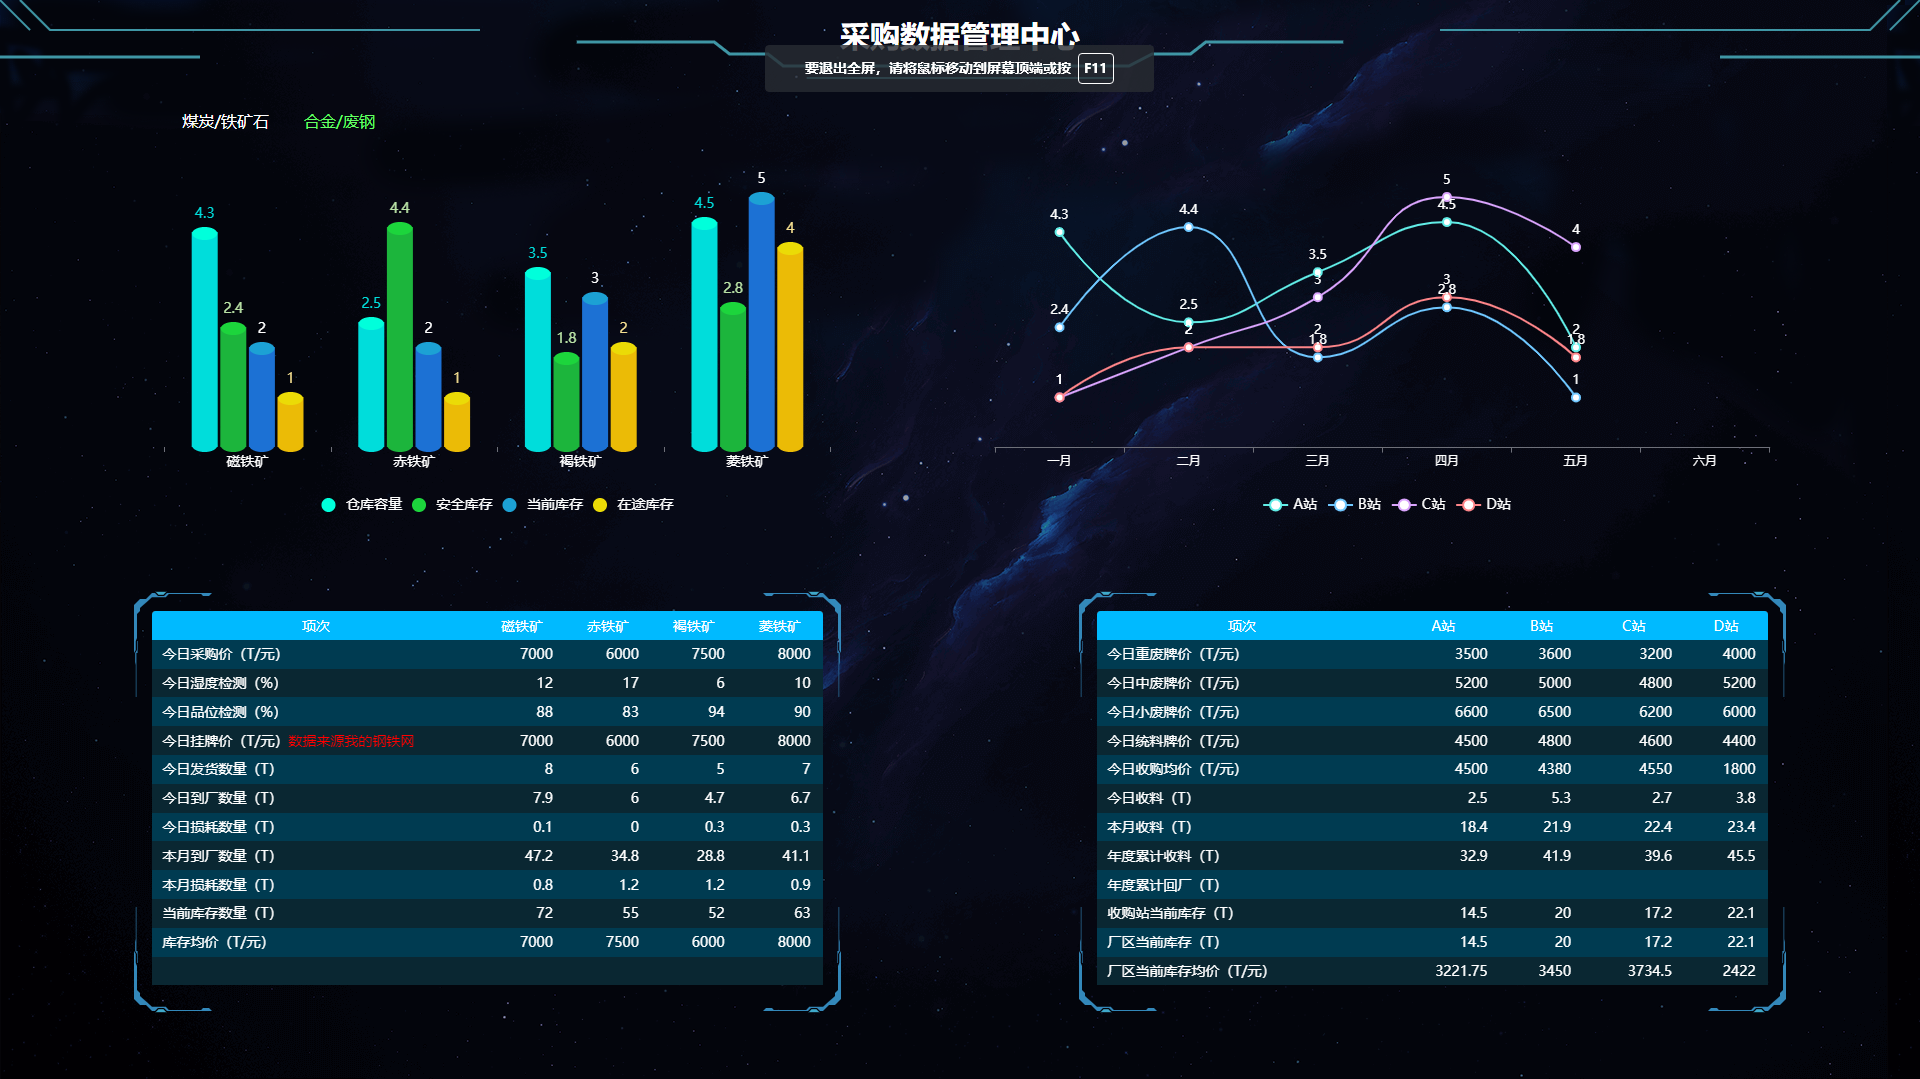 采购数据管理中心
要退出全屏，请将鼠标移动到屏幕顶端或按 F11
煤炭/铁矿石 合金/废钢
4.3 2.4 2 1
2.5 4.4 2 1
3.5 1.8 3 2
4.5 2.8 5 4
磁铁矿 赤铁矿 褐铁矿 菱铁矿
仓库容量 安全库存 当前库存 在途库存
4.3 2.5 3.5 4.5 2
2.4 4.4 1.8 2.8 1
2 3 5 4
1 2 2 3 1.8
一月 二月 三月 四月 五月 六月
A站 B站 C站 D站
项次 磁铁矿 赤铁矿 褐铁矿 菱铁矿
今日采购价（T/元） 7000 6000 7500 8000
今日湿度检测（%） 12 17 6 10
今日品位检测（%） 88 83 94 90
今日挂牌价（T/元） 数据来源我的钢铁网 7000 6000 7500 8000
今日发货数量（T） 8 6 5 7
今日到厂数量（T） 7.9 6 4.7 6.7
今日损耗数量（T） 0.1 0 0.3 0.3
本月到厂数量（T） 47.2 34.8 28.8 41.1
本月损耗数量（T） 0.8 1.2 1.2 0.9
当前库存数量（T） 72 55 52 63
库存均价（T/元） 7000 7500 6000 8000
项次 A站 B站 C站 D站
今日重废牌价（T/元） 3500 3600 3200 4000
今日中废牌价（T/元） 5200 5000 4800 5200
今日小废牌价（T/元） 6600 6500 6200 6000
今日统料牌价（T/元） 4500 4800 4600 4400
今日收购均价（T/元） 4500 4380 4550 1800
今日收料（T） 2.5 5.3 2.7 3.8
本月收料（T） 18.4 21.9 22.4 23.4
年度累计收料（T） 32.9 41.9 39.6 45.5
年度累计回厂（T）
收购站当前库存（T） 14.5 20 17.2 22.1
厂区当前库存（T） 14.5 20 17.2 22.1
厂区当前库存均价（T/元） 3221.75 3450 3734.5 2422